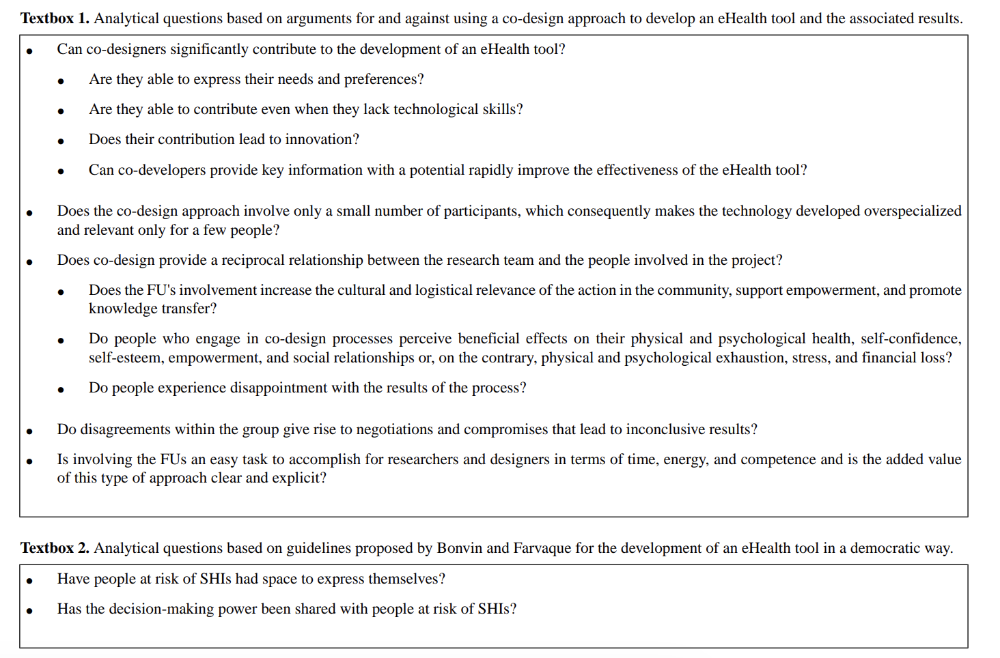 Textbox 1. Analytical questions based on arguments for and against using a co-design approach to develop an eHealth tool and the associated results.
• Can co-designers significantly contribute to the development of an eHealth tool?
• Are they able to express their needs and preferences?
• Are they able to contribute even when they lack technological skills?
• Does their contribution lead to innovation?
• Can co-developers provide key information with a potential rapidly improve the effectiveness of the eHealth tool?
• Does the co-design approach involve only a small number of participants, which consequently makes the technology developed overspecialized
and relevant only for a few people?
• Does co-design provide a reciprocal relationship between the research team and the people involved in the project?
• Does the FU's involvement increase the cultural and logistical relevance of the action in the community, support empowerment, and promote
knowledge transfer?
• Do people who engage in co-design processes perceive beneficial effects on their physical and psychological health, self-confidence,
self-esteem, empowerment, and social relationships or, on the contrary, physical and psychological exhaustion, stress, and financial loss?
• Do people experience disappointment with the results of the process?
• Do disagreements within the group give rise to negotiations and compromises that lead to inconclusive results?
• Is involving the FUs an easy task to accomplish for researchers and designers in terms of time, energy, and competence and is the added value
of this type of approach clear and explicit?
Textbox 2. Analytical questions based on guidelines proposed by Bonvin and Farvaque for the development of an eHealth tool in a democratic way.
• Have people at risk of SHIs had space to express themselves?
• Has the decision-making power been shared with people at risk of SHIs?